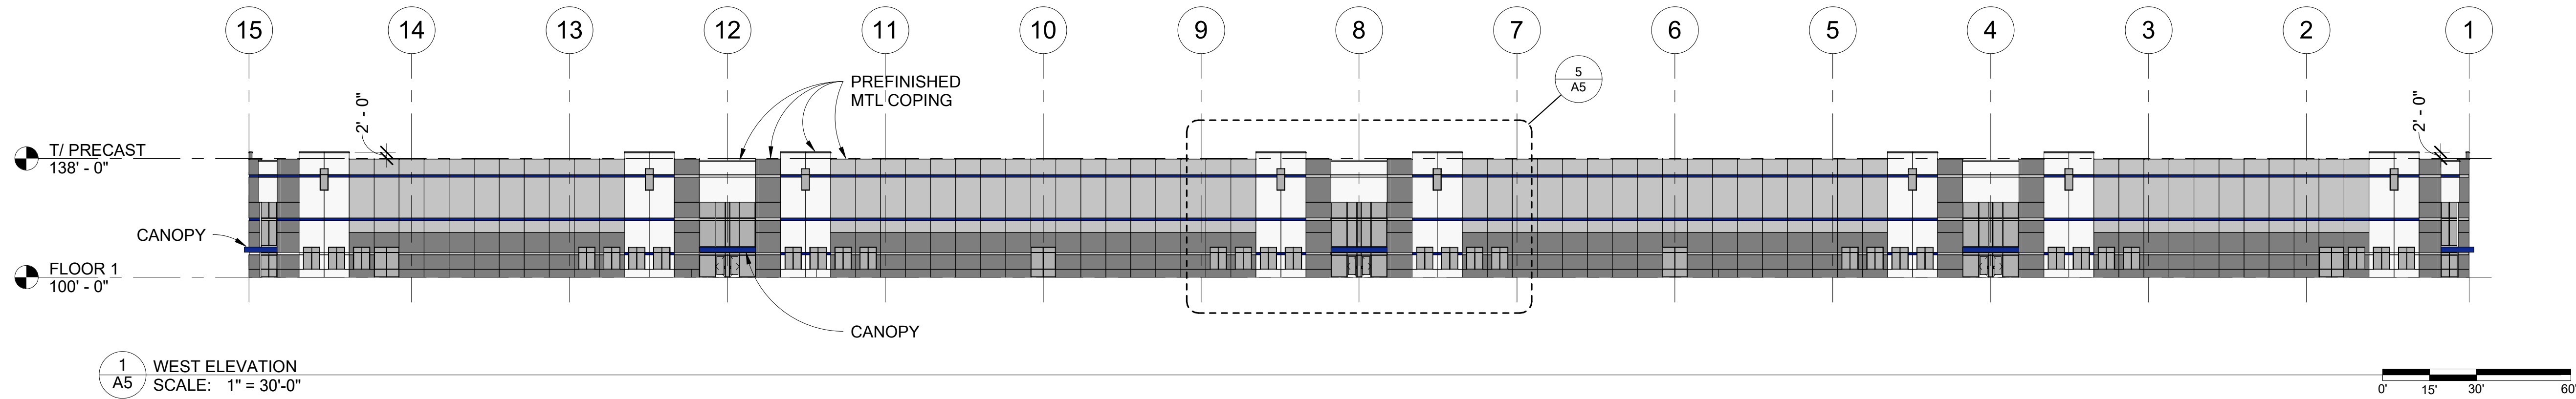 15 14 13 12 11 10 9 8 7 6 5 4 3 2 1
PREFINISHED
MTL COPING
5
A5
2' - 0"
2' - 0"
T/ PRECAST
138' - 0"
CANOPY
FLOOR 1
100' - 0"
CANOPY
1
A5
WEST ELEVATION
SCALE: 1" = 30'-0"
0' 15' 30' 60'